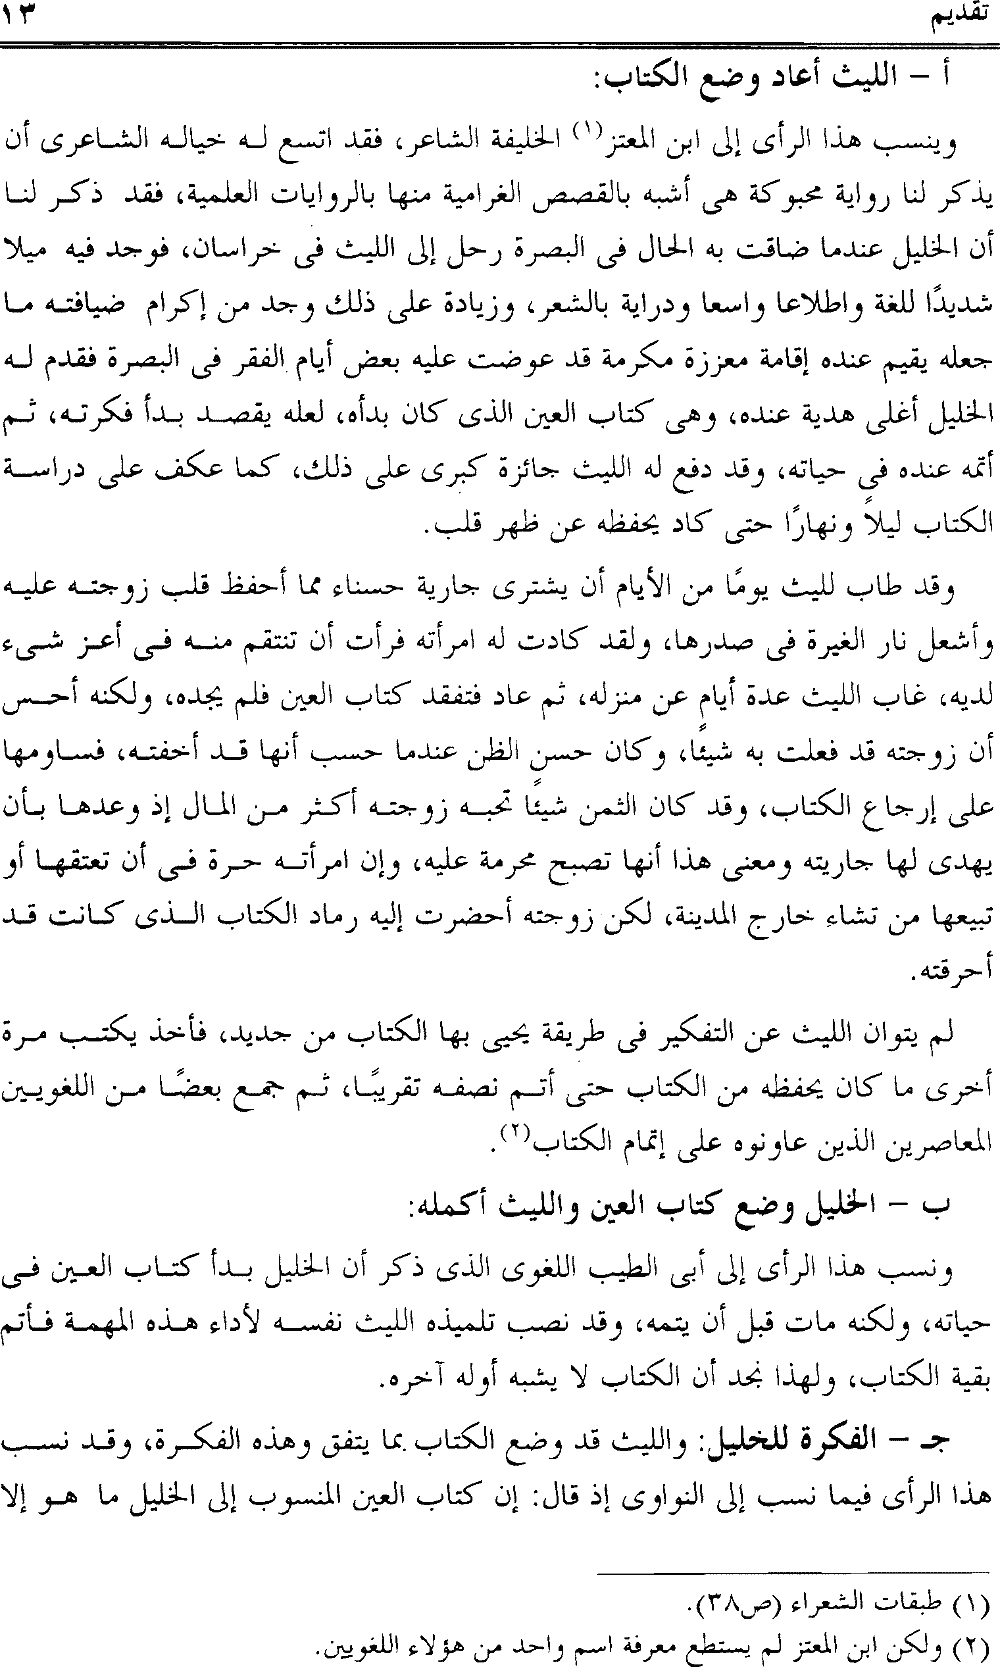 تقديم ١٣
أ - الليث أعاد وضع الكتاب:
وينسب هذا الرأى إلى ابن المعتز(١) الخليفة الشاعر، فقد اتسع له خياله الشاعرى أن
يذكر لنا رواية محبوكة هى أشبه بالقصص الغرامية منها بالروايات العلمية، فقد ذكر لنا
أن الخليل عندما ضاقت به الحال فى البصرة رحل إلى الليث فى خراسان، فوجد فيه ميلا
شديدًا للغة واطلاعا واسعا ودراية بالشعر، وزيادة على ذلك وجد من إكرام ضيافته ما
جعله يقيم عنده إقامة معززة مكرمة قد عوضت عليه بعض أيام الفقر فى البصرة فقدم له
الخليل أغلى هدية عنده، وهى كتاب العين الذى كان بدأه، لعله يقصد بدأ فكرته، ثم
أتمه عنده فى حياته، وقد دفع له الليث جائزة كبرى على ذلك، كما عكف على دراسة
الكتاب ليلاً ونهارًا حتى كاد يحفظه عن ظهر قلب.
وقد طاب لليث يومًا من الأيام أن يشترى جارية حسناء مما أحفظ قلب زوجته عليه
وأشعل نار الغيرة فى صدرها، ولقد كادت له امرأته فرأت أن تنتقم منه فى أعز شىء
لديه، غاب الليث عدة أيام عن منزله، ثم عاد فتفقد كتاب العين فلم يجده، ولكنه أحس
أن زوجته قد فعلت به شيئًا، وكان حسن الظن عندما حسب أنها قد أخفته، فساومها
على إرجاع الكتاب، وقد كان الثمن شيئًا تحبه زوجته أكثر من المال إذ وعدها بأن
يهدى لها جاريته ومعنى هذا أنها تصبح محرمة عليه، وإن امرأته حرة فى أن تعتقها أو
تبيعها من تشاء خارج المدينة، لكن زوجته أحضرت إليه رماد الكتاب الذى كانت قد
أحرقته.
لم يتوان الليث عن التفكير فى طريقة يحيى بها الكتاب من جديد، فأخذ يكتب مرة
أخرى ما كان يحفظه من الكتاب حتى أتم نصفه تقريبًا، ثم جمع بعضًا من اللغويين
المعاصرين الذين عاونوه على إتمام الكتاب(٢).
ب - الخليل وضع كتاب العين والليث أكمله:
ونسب هذا الرأى إلى أبى الطيب اللغوى الذى ذكر أن الخليل بدأ كتاب العين فى
حياته، ولكنه مات قبل أن يتمه، وقد نصب تلميذه الليث نفسه لأداء هذه المهمة فأتم
بقية الكتاب، ولهذا نجد أن الكتاب لا يشبه أوله آخره.
جـ - الفكرة للخليل: والليث قد وضع الكتاب بما يتفق وهذه الفكرة، وقد نسب
هذا الرأى فيما نسب إلى النواوى إذ قال: إن كتاب العين المنسوب إلى الخليل ما هو إلا
(١) طبقات الشعراء (ص٣٨).
(٢) ولكن ابن المعتز لم يستطع معرفة اسم واحد من هؤلاء اللغويين.